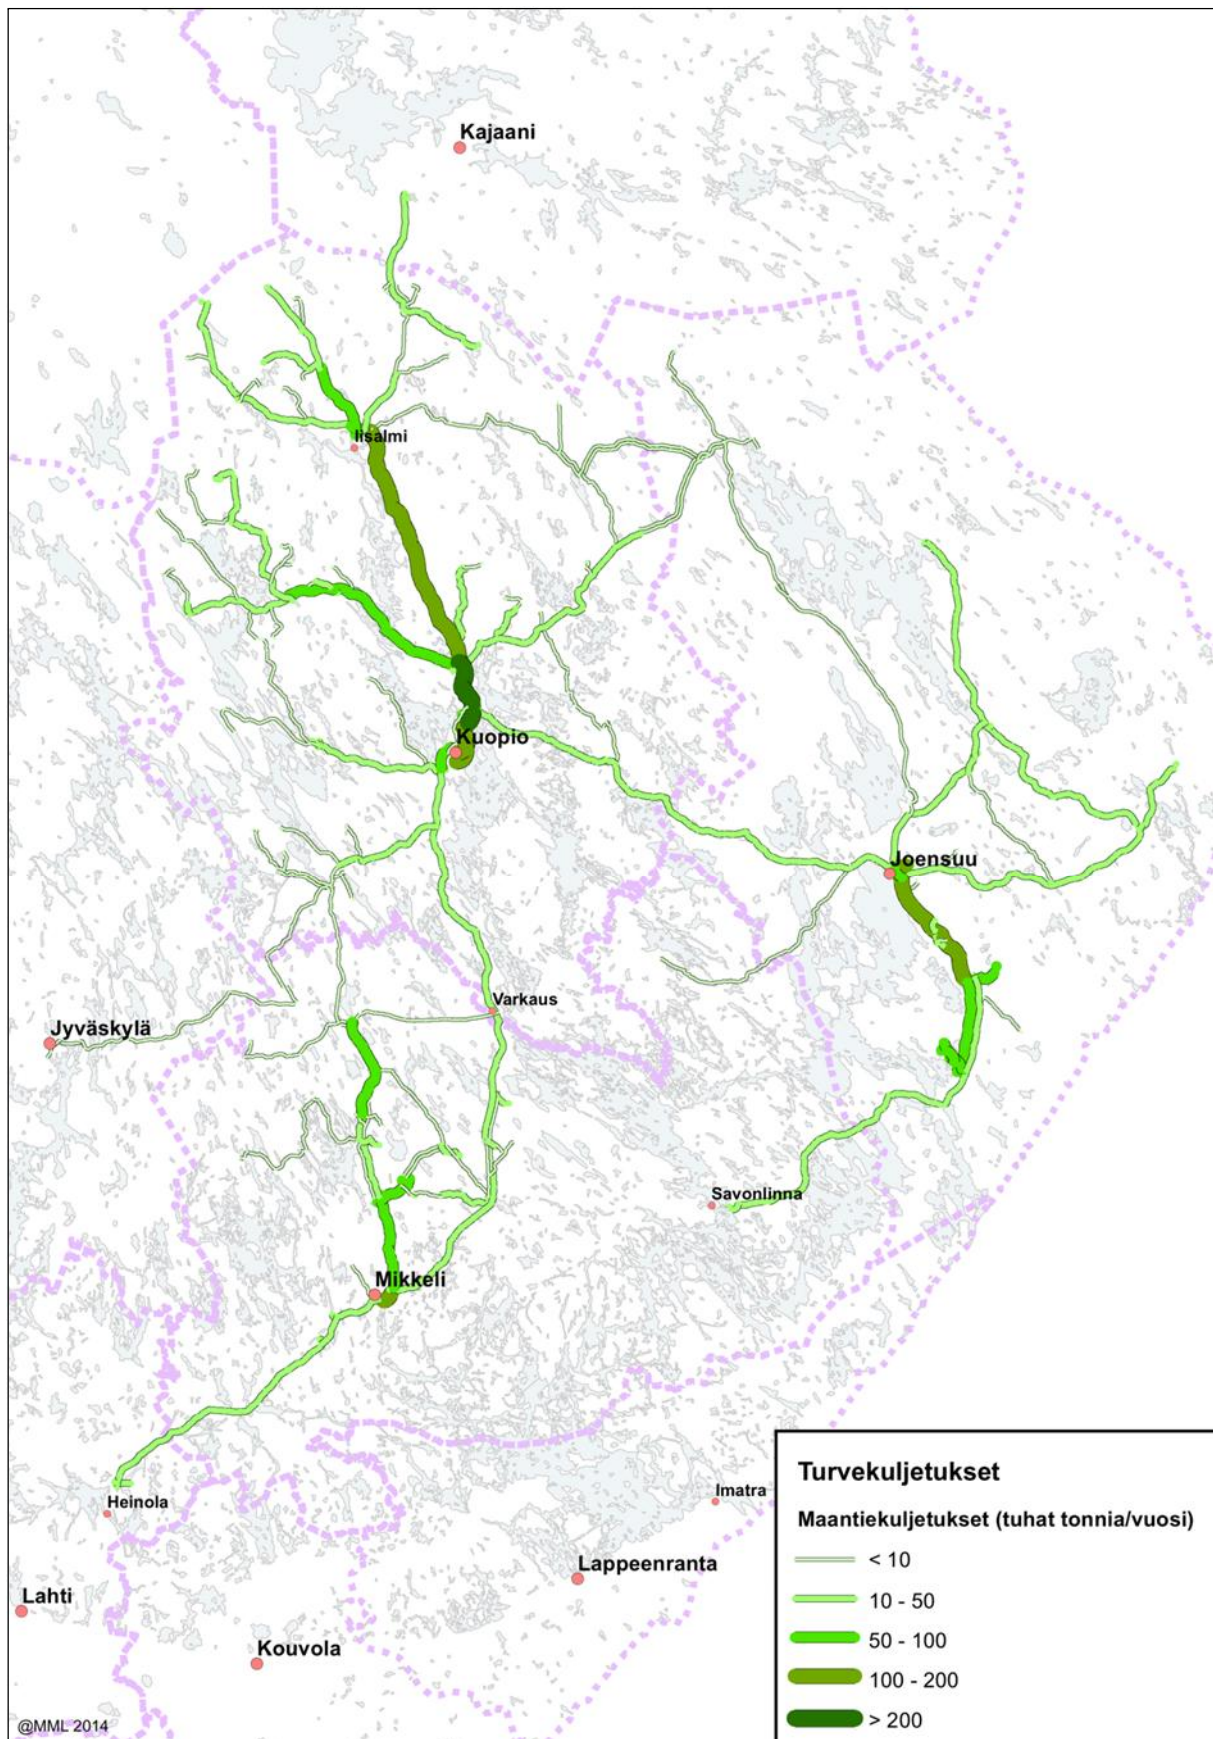 Kajaani
Iisalmi
Kuopio
Joensuu
Varkaus
Jyväskylä
Savonlinna
Mikkeli
Heinola
Imatra
Lappeenranta
Lahti
Kouvola
Turvekuljetukset
Maantiekuljetukset (tuhat tonnia/vuosi)
< 10
10 - 50
50 - 100
100 - 200
> 200
@MML 2014